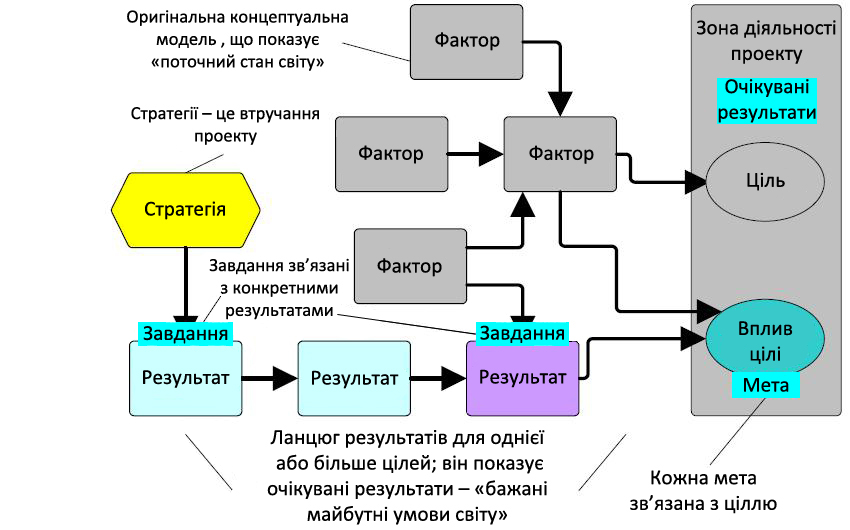 Оригінальна концептуальна
модель , що показує
«поточний стан світу»
Фактор
Зона діяльності
проекту
Очікувані
результати
Стратегії – це втручання
проекту
Фактор
Фактор
Ціль
Стратегія
Фактор
Завдання зв’язані
з конкретними
результатами
Завдання
Завдання
Вплив
цілі
Результат
Результат
Результат
Мета
Ланцюг результатів для однієї
або більше цілей; він показує
очікувані результати – «бажані
майбутні умови світу»
Кожна мета
зв’язана з ціллю